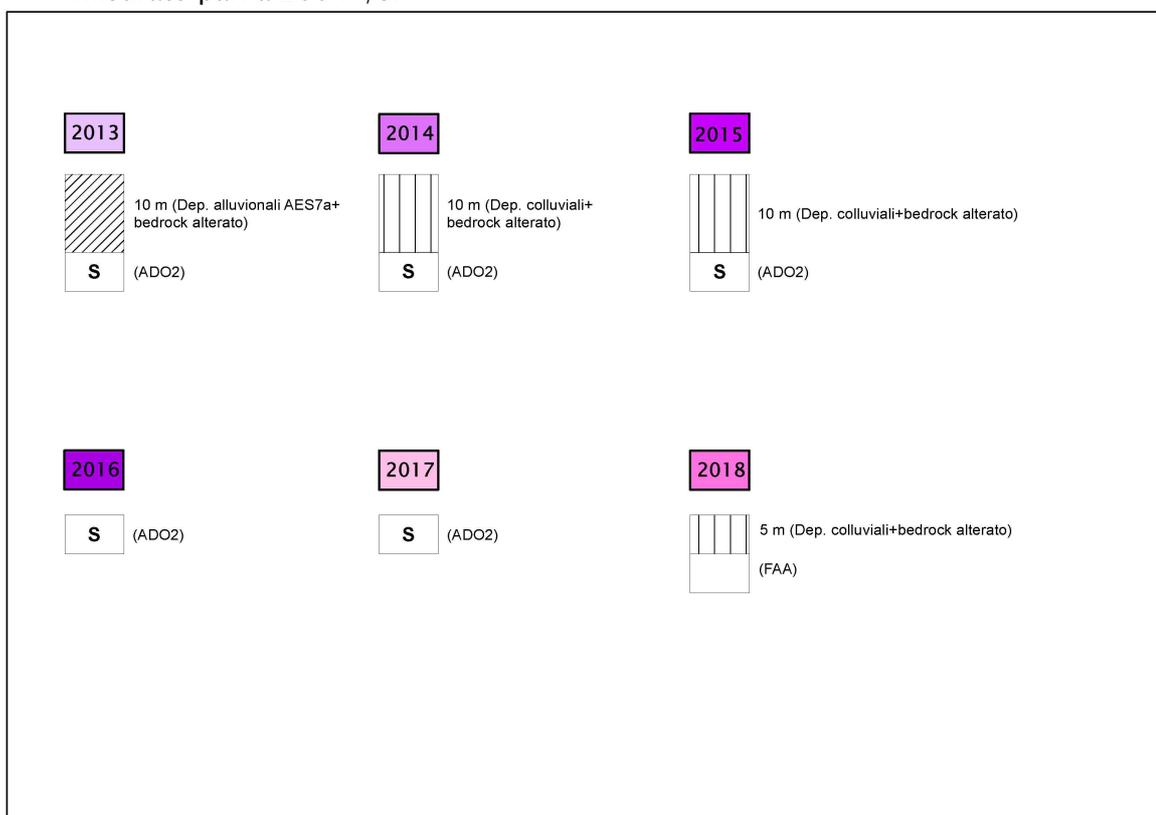 2013
10 m (Dep. alluvionali AES7a+
bedrock alterato)
S
(ADO2)
2014
10 m (Dep. colluviali+
bedrock alterato)
S
(ADO2)
2015
10 m (Dep. colluviali+bedrock alterato)
S
(ADO2)
2016
S
(ADO2)
2017
S
(ADO2)
2018
5 m (Dep. colluviali+bedrock alterato)
(FAA)